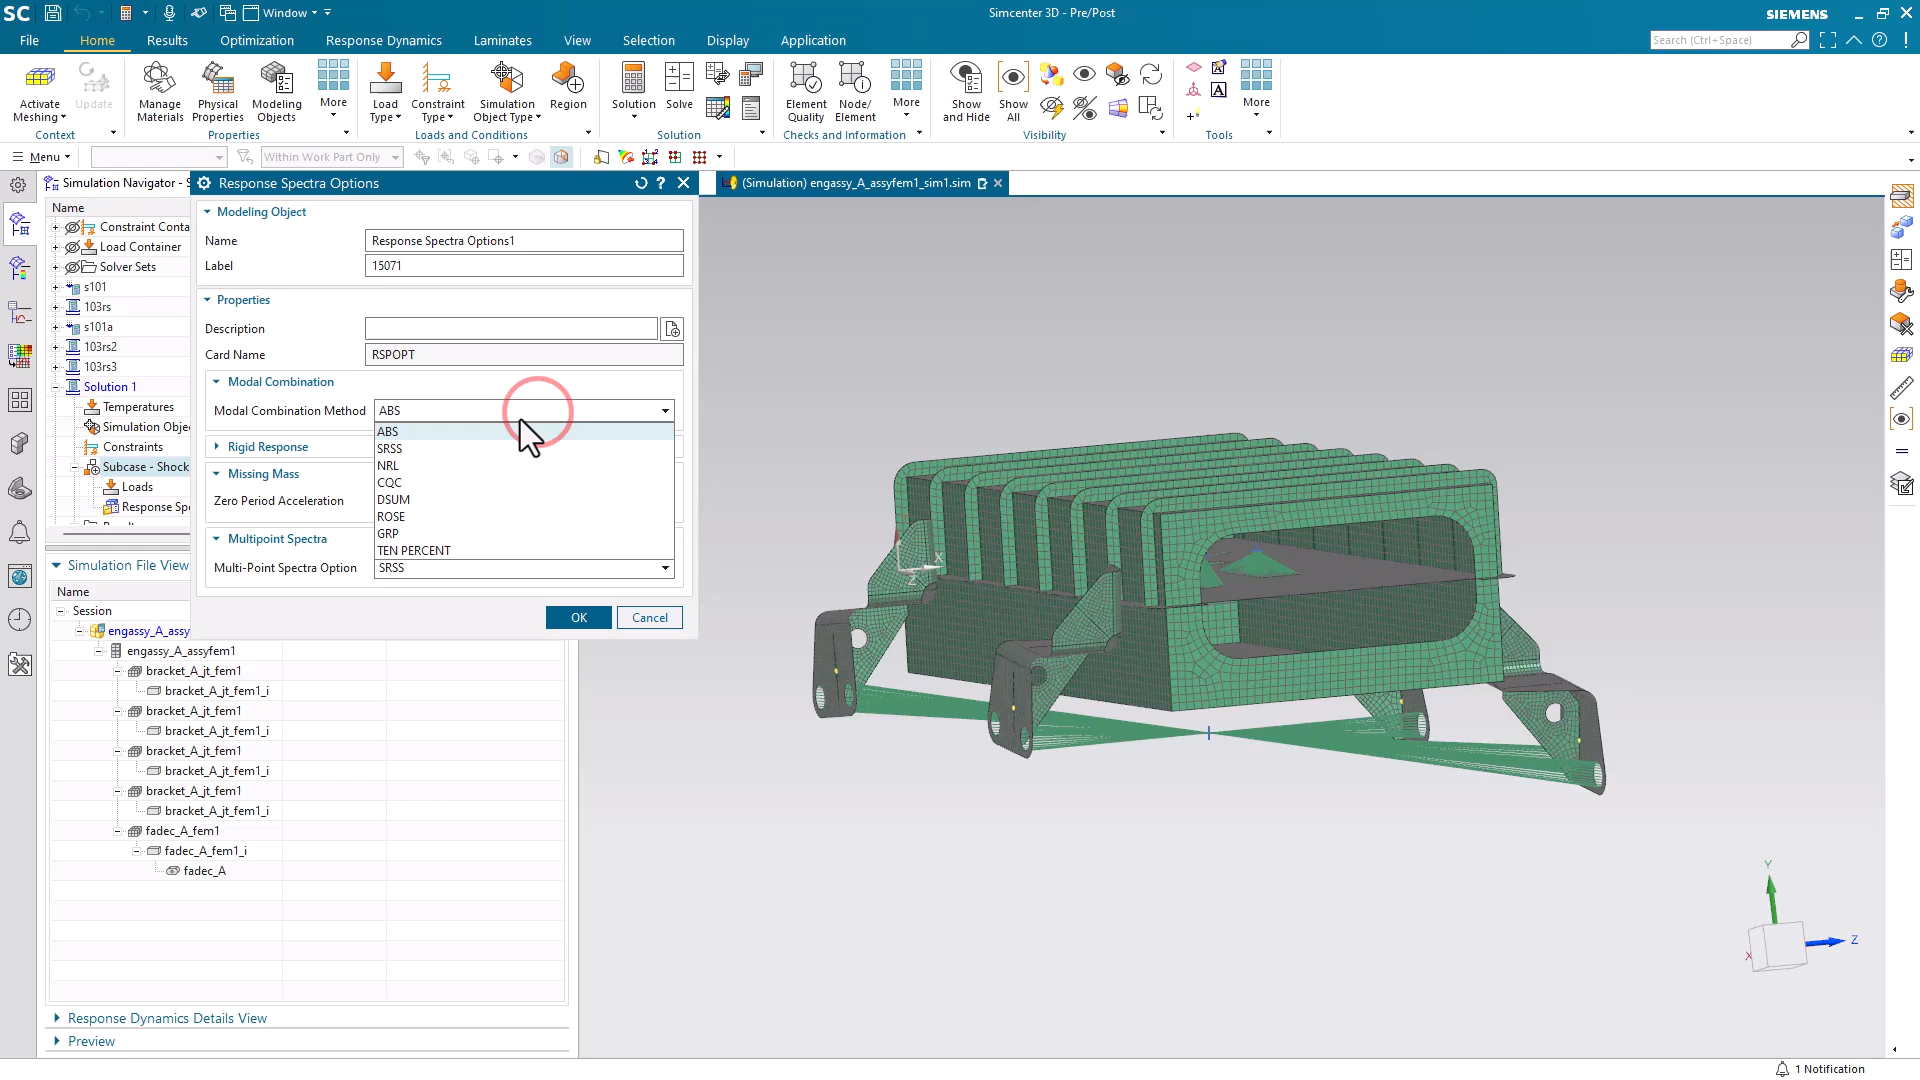 SC
Window
Simcenter 3D - Pre/Post
SIEMENS
File
Home
Results
Optimization
Response Dynamics
Laminates
View
Selection
Display
Application
Search (Ctrl+Space)
Activate Meshing
Update
Manage Materials
Physical Properties
Modeling Objects
More
Load Type
Constraint Type
Simulation Object Type
Region
Solution
Solve
Element Quality
Node/ Element
More
Show and Hide
Show All
More
Context
Properties
Loads and Conditions
Solution
Checks and Information
Visibility
Tools
Menu
Within Work Part Only
Simulation Navigator - S
Response Spectra Options
(Simulation) engassy_A_assyfem1_sim1.sim
Name
Constraint Conta
Load Container
Solver Sets
s101
103rs
s101a
103rs2
103rs3
Solution 1
Temperatures
Simulation Obje
Constraints
Subcase - Shock
Loads
Response Spe
Modeling Object
Name
Response Spectra Options1
Label
15071
Properties
Description
Card Name
RSPOPT
Modal Combination
Modal Combination Method
ABS
ABS
SRSS
NRL
CQC
DSUM
ROSE
GRP
TEN PERCENT
Rigid Response
Missing Mass
Zero Period Acceleration
Multipoint Spectra
Multi-Point Spectra Option
SRSS
OK
Cancel
Simulation File View
Name
Session
engassy_A_assy
engassy_A_assyfem1
bracket_A_jt_fem1
bracket_A_jt_fem1_i
bracket_A_jt_fem1
bracket_A_jt_fem1_i
bracket_A_jt_fem1
bracket_A_jt_fem1_i
bracket_A_jt_fem1
bracket_A_jt_fem1_i
fadec_A_fem1
fadec_A_fem1_i
fadec_A
Response Dynamics Details View
Preview
X
Z
Y
Z
X
1 Notification